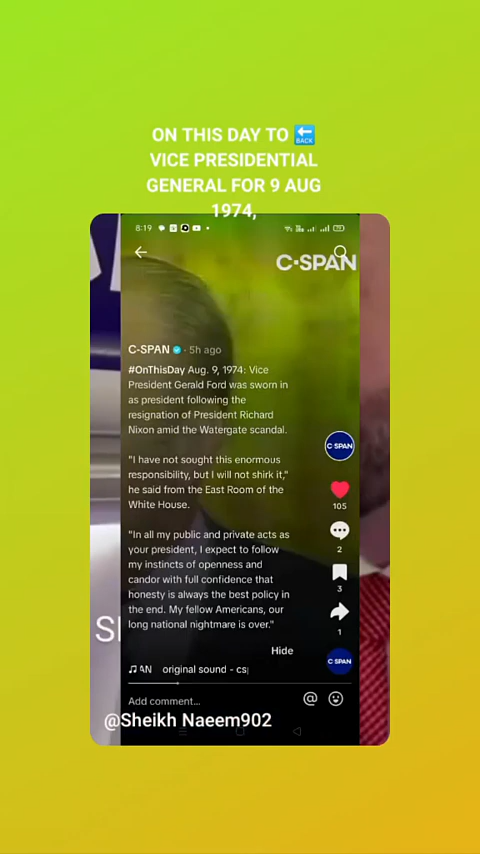 ON THIS DAY TO 🔙
VICE PRESIDENTIAL
GENERAL FOR 9 AUG
1974,
8:19
C-SPAN
C-SPAN · 5h ago
#OnThisDay Aug. 9, 1974: Vice
President Gerald Ford was sworn in
as president following the
resignation of President Richard
Nixon amid the Watergate scandal.
"I have not sought this enormous
responsibility, but I will not shirk it,"
he said from the East Room of the
White House.
"In all my public and private acts as
your president, I expect to follow
my instincts of openness and
candor with full confidence that
honesty is always the best policy in
the end. My fellow Americans, our
long national nightmare is over."
Hide
C SPAN
105
2
3
1
C SPAN
original sound - cs
Add comment...
@Sheikh Naeem902